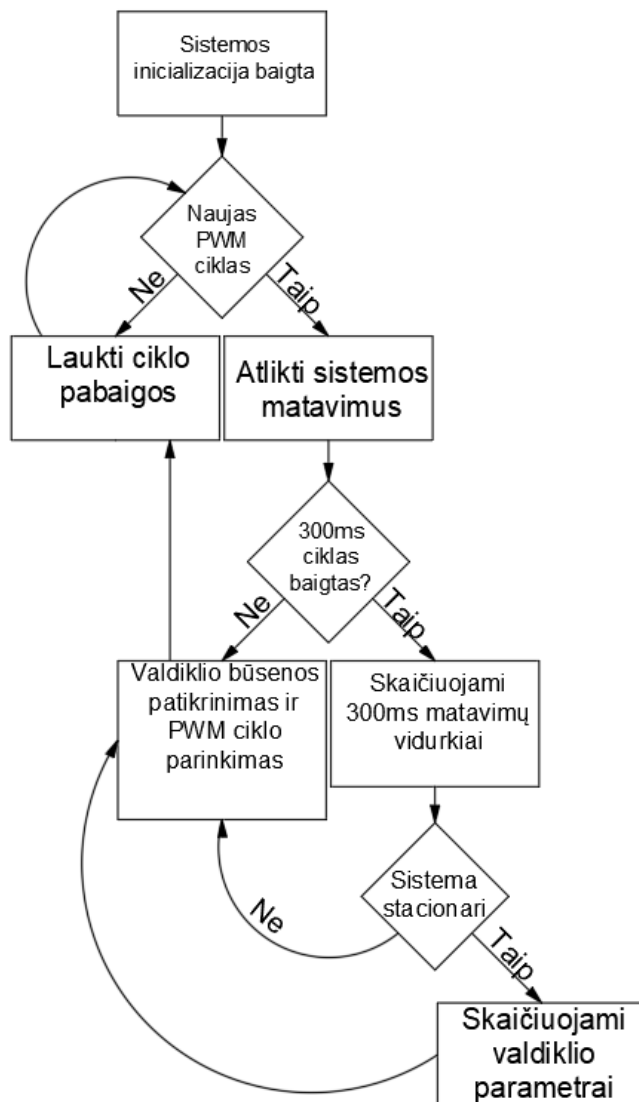 Sistemos
inicializacija baigta
Naujas
PWM
ciklas
Ne
Taip
Laukti ciklo
pabaigos
Atlikti sistemos
matavimus
300ms
ciklas
baigtas?
Ne
Taip
Valdiklio būsenos
patikrinimas ir
PWM ciklo
parinkimas
Skaičiuojami
300ms matavimų
vidurkiai
Sistema
stacionari
Ne
Taip
Skaičiuojami
valdiklio
parametrai